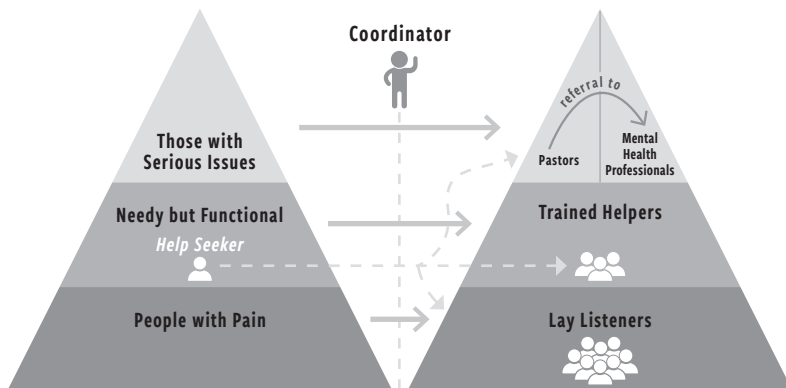 Coordinator
Those with
Serious Issues
Needy but Functional
Help Seeker
People with Pain
referral to
Pastors
Mental
Health
Professionals
Trained Helpers
Lay Listeners